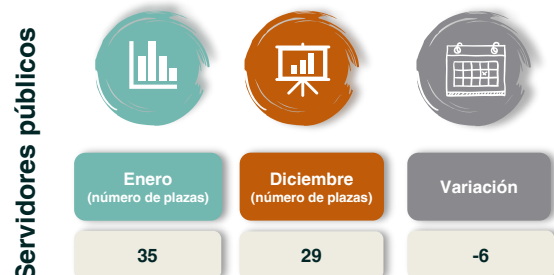 Servidores públicos
Enero
(número de plazas)
Diciembre
(número de plazas)
Variación
35
29
-6